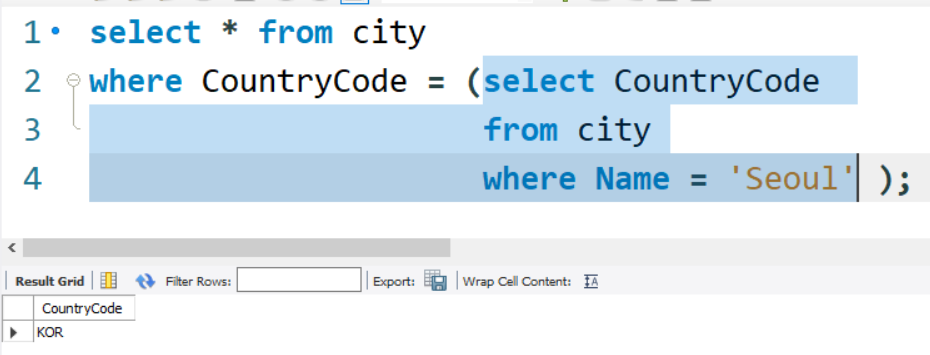 1 select * from city
2 where CountryCode = (select CountryCode
3 from city
4 where Name = 'Seoul' );
Result Grid Filter Rows: Export: Wrap Cell Content: IA
CountryCode
KOR